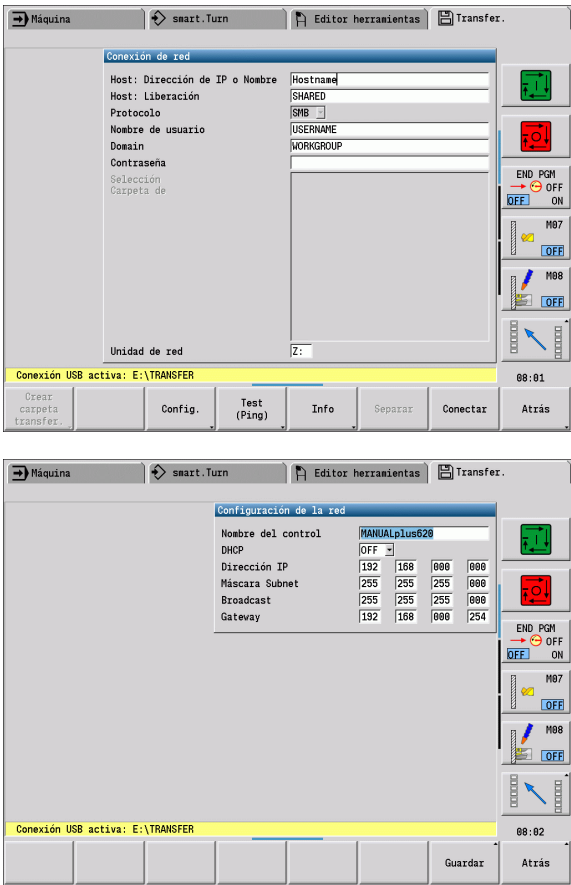 Máquina
smart.Turn
Editor herramientas
Transfer.
Conexión de red
Host: Dirección de IP o Nombre Hostname
Host: Liberación SHARED
Protocolo SMB
Nombre de usuario USERNAME
Domain WORKGROUP
Contraseña
Selección
Carpeta de
Unidad de red Z:
END PGM
OFF
OFF ON
M07
OFF
M08
OFF
Conexión USB activa: E:\TRANSFER
08:01
Crear carpeta transfer.
Config.
Test (Ping)
Info
Separar
Conectar
Atrás
Máquina
smart.Turn
Editor herramientas
Transfer.
Configuración de la red
Nombre del control MANUALplus620
DHCP OFF
Dirección IP 192 168 000 000
Máscara Subnet 255 255 255 000
Broadcast 255 255 255 000
Gateway 192 168 000 254
END PGM
OFF
OFF ON
M07
OFF
M08
OFF
Conexión USB activa: E:\TRANSFER
08:02
Guardar
Atrás